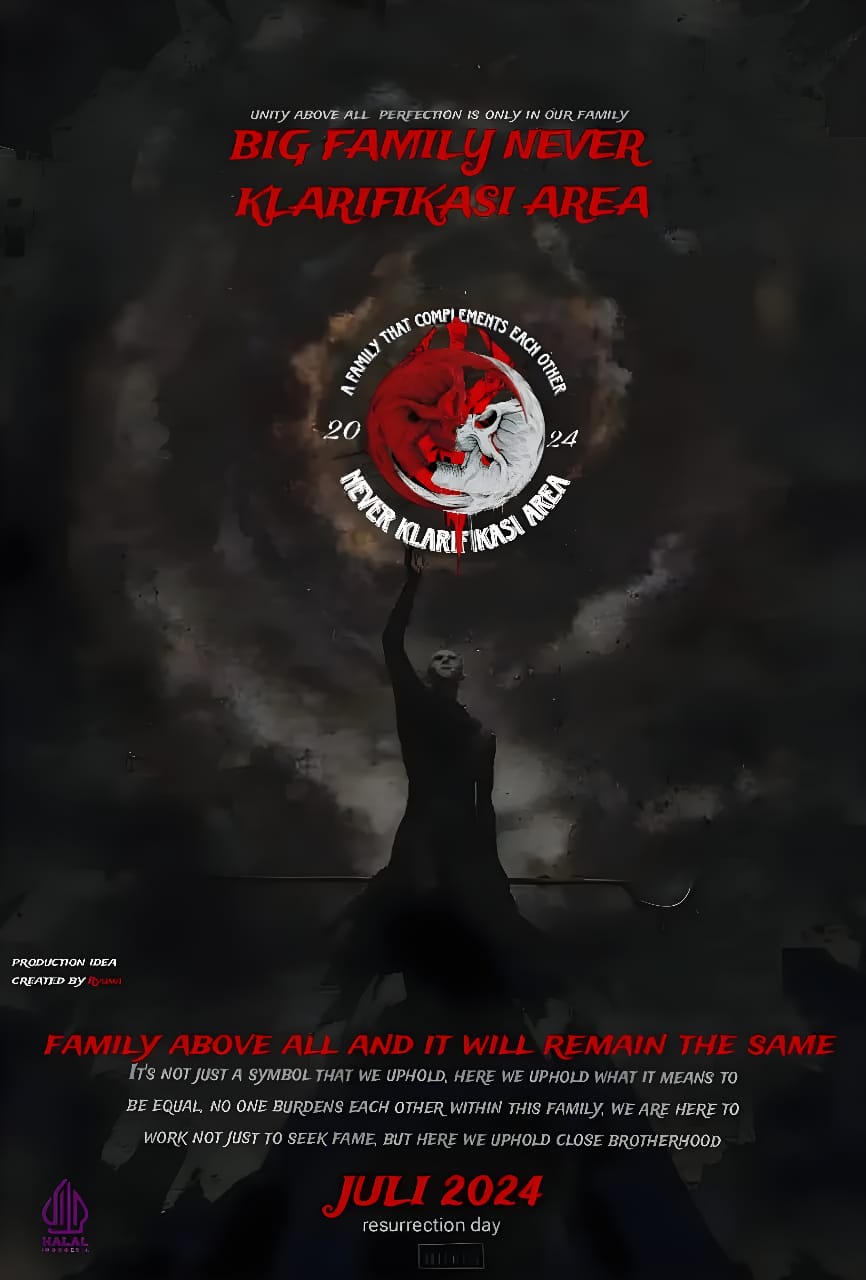 UNITY ABOVE ALL PERFECTION IS ONLY IN OUR FAMILY
BIG FAMILY NEVER
KLARIFIKASI AREA
A FAMILY THAT COMPLEMENTS EACH OTHER
20 24
NEVER KLARIFIKASI AREA
PRODUCTION IDEA
CREATED BY Ryuwi
FAMILY ABOVE ALL AND IT WILL REMAIN THE SAME
IT'S NOT JUST A SYMBOL THAT WE UPHOLD, HERE WE UPHOLD WHAT IT MEANS TO
BE EQUAL, NO ONE BURDENS EACH OTHER WITHIN THIS FAMILY, WE ARE HERE TO
WORK NOT JUST TO SEEK FAME, BUT HERE WE UPHOLD CLOSE BROTHERHOOD
JULI 2024
resurrection day
HALAL
INDONESIA